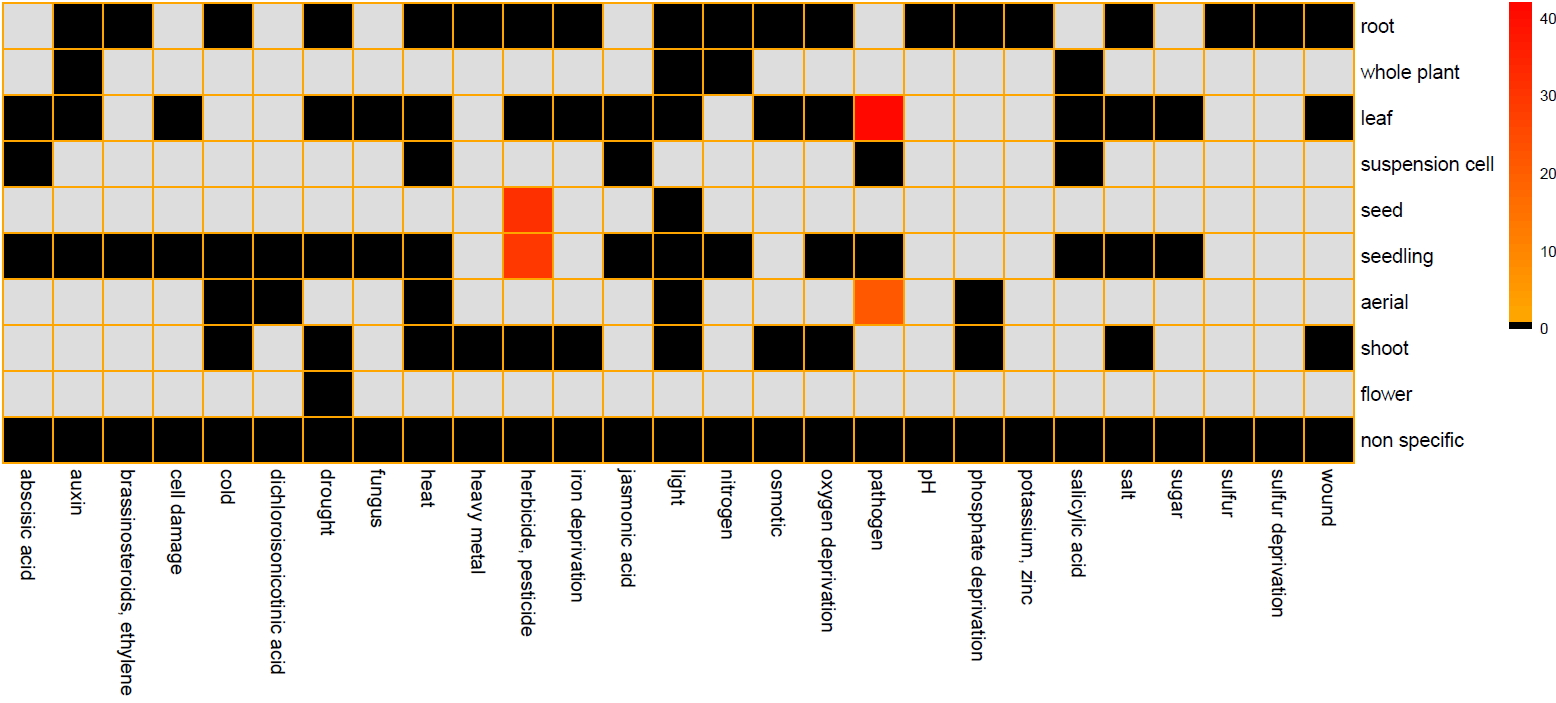 root
whole plant
leaf
suspension cell
seed
seedling
aerial
shoot
flower
non specific
40
30
20
10
0
abscisic acid
auxin
brassinosteroids, ethylene
cell damage
cold
dichloroisonicotinic acid
drought
fungus
heat
heavy metal
herbicide, pesticide
iron deprivation
jasmonic acid
light
nitrogen
osmotic
oxygen deprivation
pathogen
pH
phosphate deprivation
potassium, zinc
salicylic acid
salt
sugar
sulfur
sulfur deprivation
wound